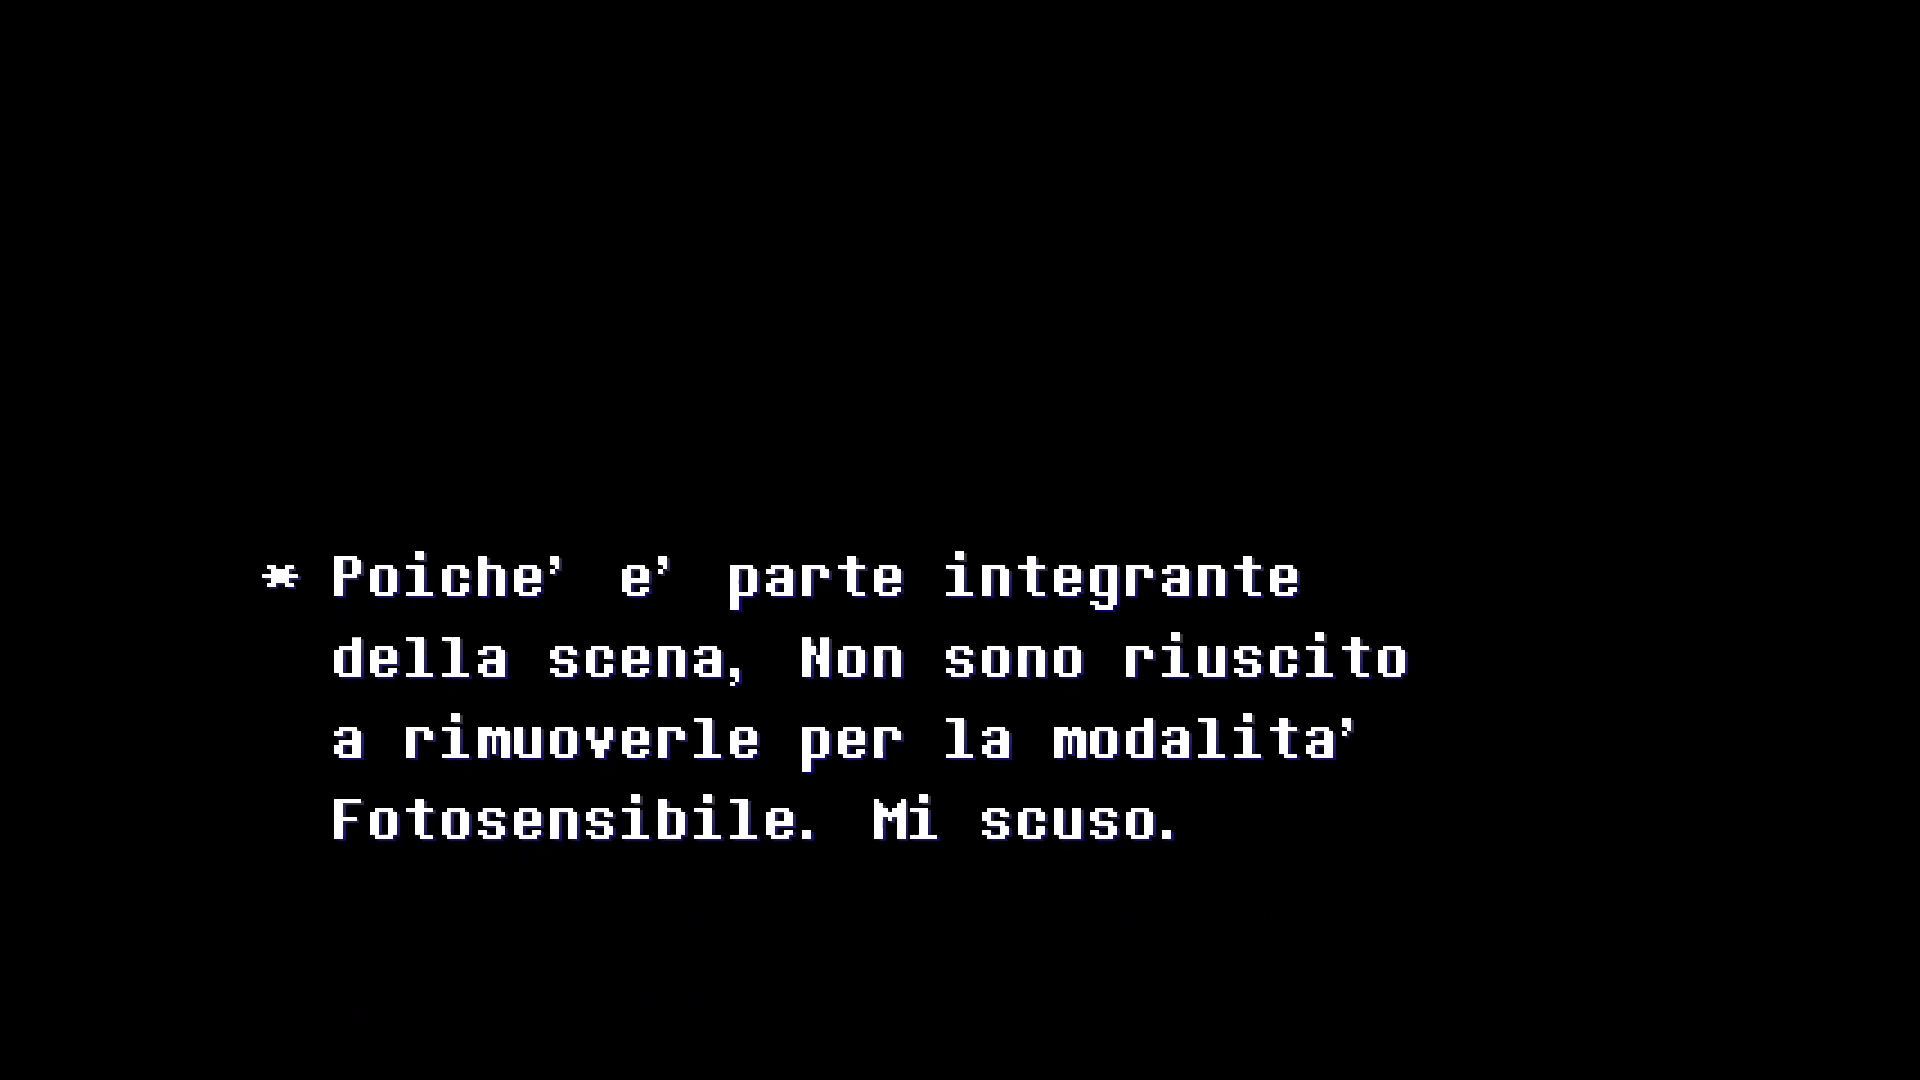 * Poiche' e' parte integrante
della scena, Non sono riuscito
a rimuoverle per la modalita'
Fotosensibile. Mi scuso.